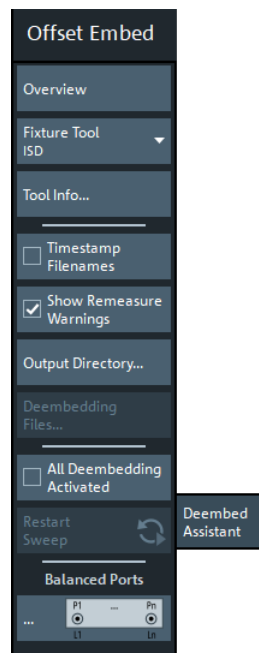 Offset Embed
Overview
Fixture Tool
ISD
Tool Info...
Timestamp
Filenames
Show Remeasure
Warnings
Output Directory...
Deembedding
Files...
All Deembedding
Activated
Restart
Sweep
Deembed
Assistant
Balanced Ports
... P1 ... Pn
L1 Ln